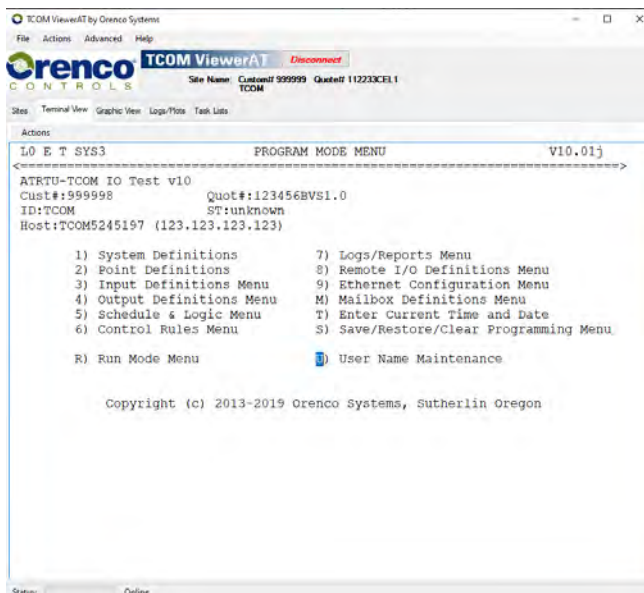 TCOM ViewerAT by Orenco Systems
File Actions Advanced Help
Orenco CONTROLS TCOM ViewerAT Disconnect
Site Name: Custom# 999999 Quote# 112233CEL1
TCOM
Sites Terminal View Graphic View Logs/Plots Task Lists
Actions
L0 E T SYS3 PROGRAM MODE MENU V10.01j
<==============================================================================>
ATRTU-TCOM IO Test v10
Cust#:999998 Quot#:123456BVS1.0
ID:TCOM ST:unknown
Host:TCOM5245197 (123.123.123.123)
1) System Definitions 7) Logs/Reports Menu
2) Point Definitions 8) Remote I/O Definitions Menu
3) Input Definitions Menu 9) Ethernet Configuration Menu
4) Output Definitions Menu M) Mailbox Definitions Menu
5) Schedule & Logic Menu T) Enter Current Time and Date
6) Control Rules Menu S) Save/Restore/Clear Programming Menu
R) Run Mode Menu U) User Name Maintenance
Copyright (c) 2013-2019 Orenco Systems, Sutherlin Oregon
Status: Online